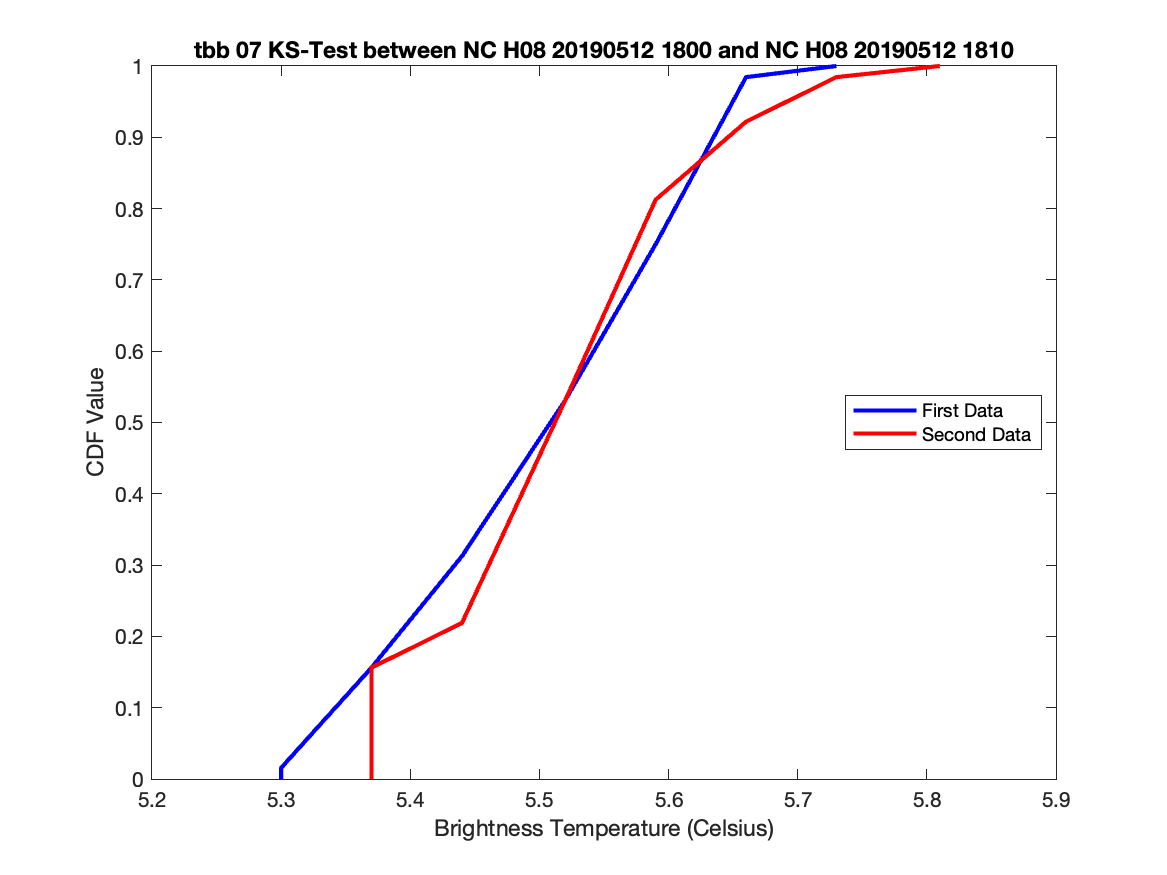 tbb 07 KS-Test between NC H08 20190512 1800 and NC H08 20190512 1810
1
0.9
0.8
0.7
0.6
0.5
0.4
0.3
0.2
0.1
0
CDF Value
First Data
Second Data
5.2 5.3 5.4 5.5 5.6 5.7 5.8 5.9
Brightness Temperature (Celsius)